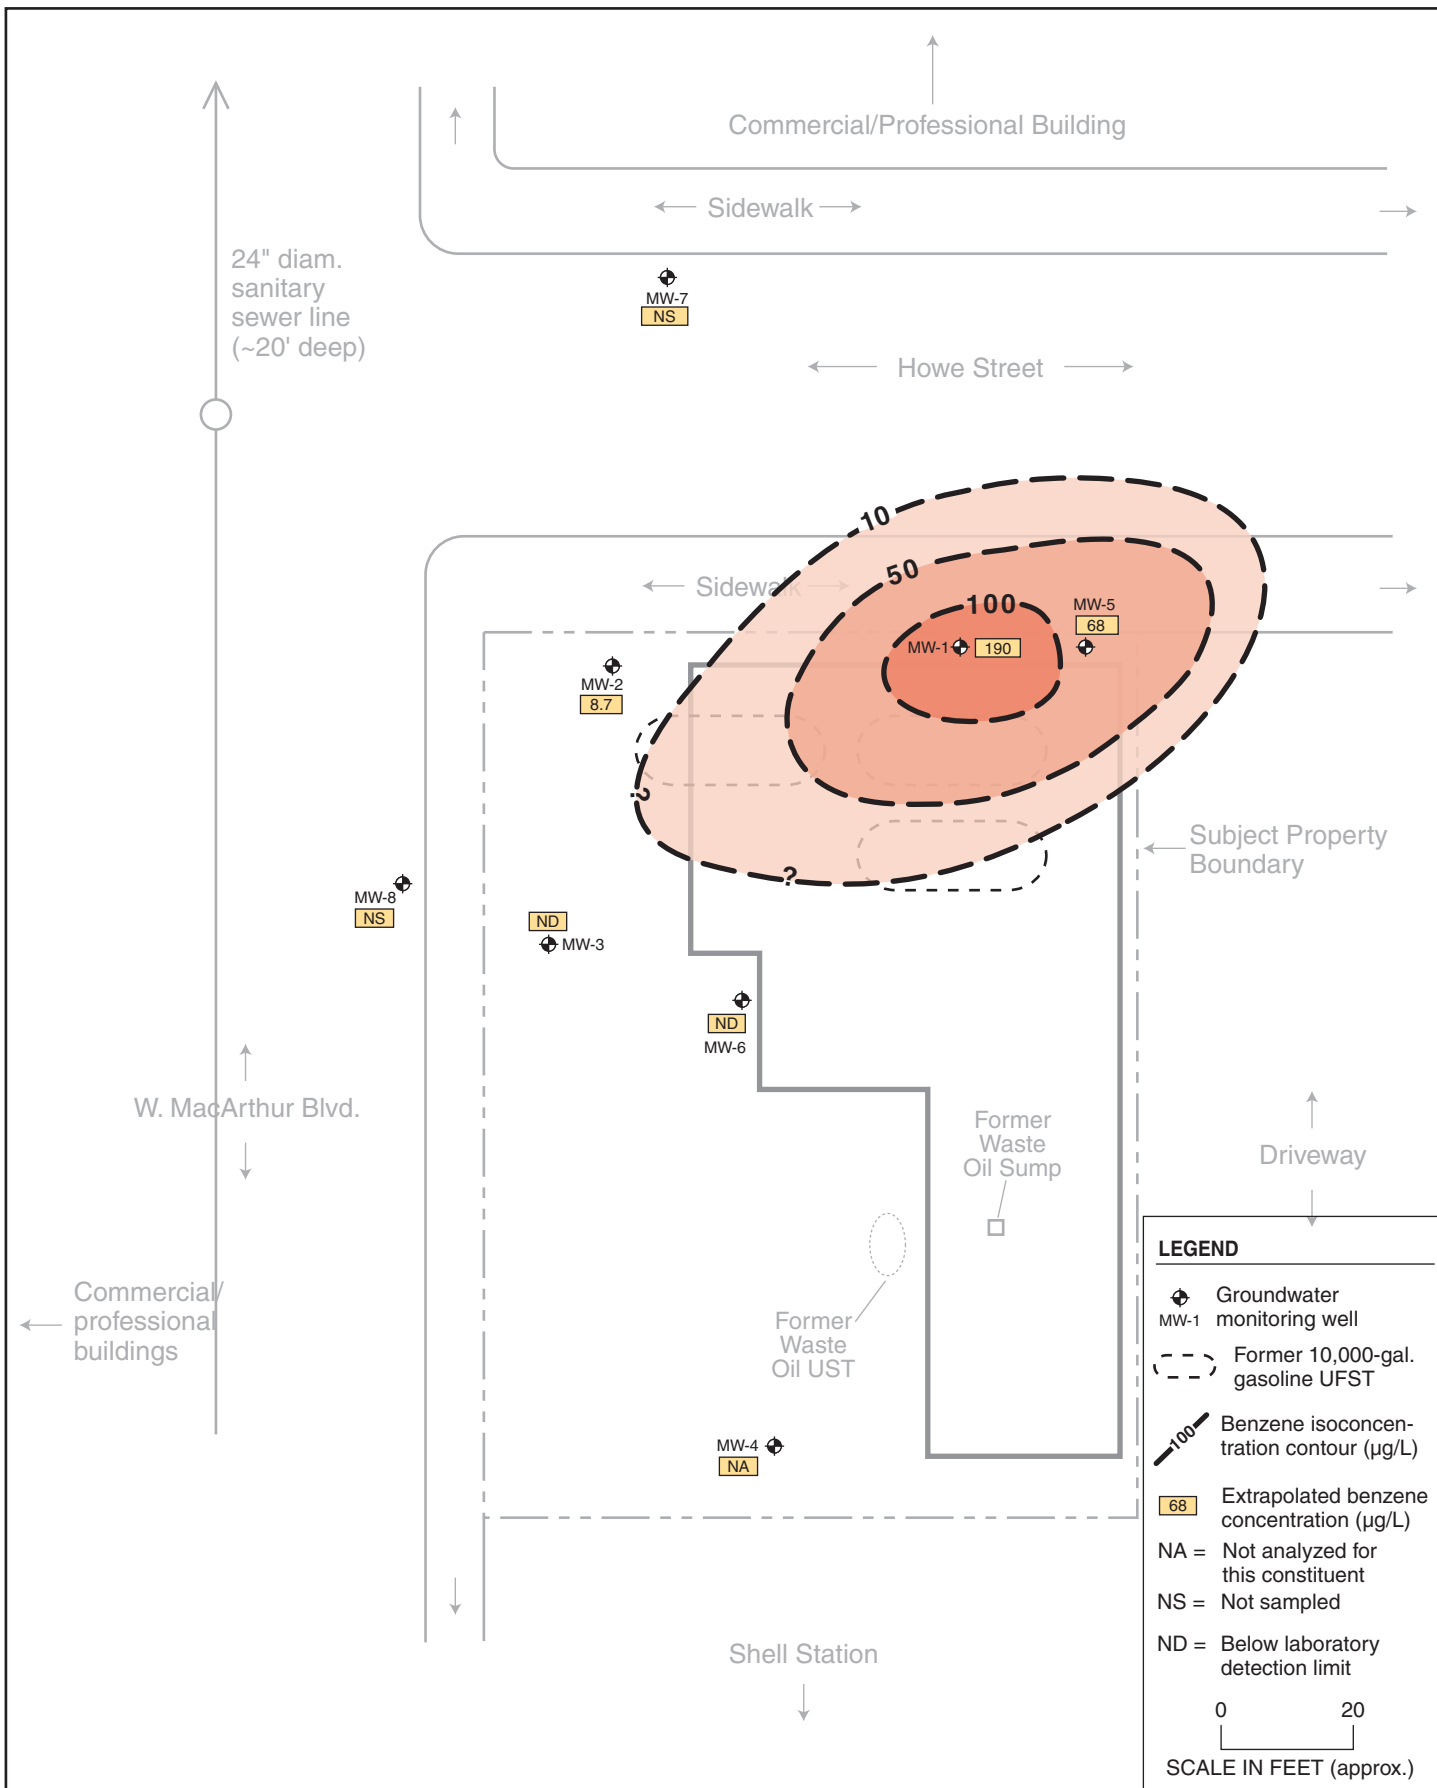 Commercial/Professional Building
Sidewalk
24" diam.
sanitary
sewer line
(~20' deep)
MW-7
NS
Howe Street
10
50
Sidewalk
100
MW-5
68
MW-1
190
MW-2
8.7
?
?
Subject Property
Boundary
MW-8
NS
ND
MW-3
ND
MW-6
W. MacArthur Blvd.
Former
Waste
Oil Sump
Driveway
Commercial/
professional
buildings
Former
Waste
Oil UST
MW-4
NA
Shell Station
LEGEND
MW-1
Groundwater
monitoring well
Former 10,000-gal.
gasoline UFST
100
Benzene isoconcen-
tration contour (µg/L)
68
Extrapolated benzene
concentration (µg/L)
NA = Not analyzed for
this constituent
NS = Not sampled
ND = Below laboratory
detection limit
0 20
SCALE IN FEET (approx.)